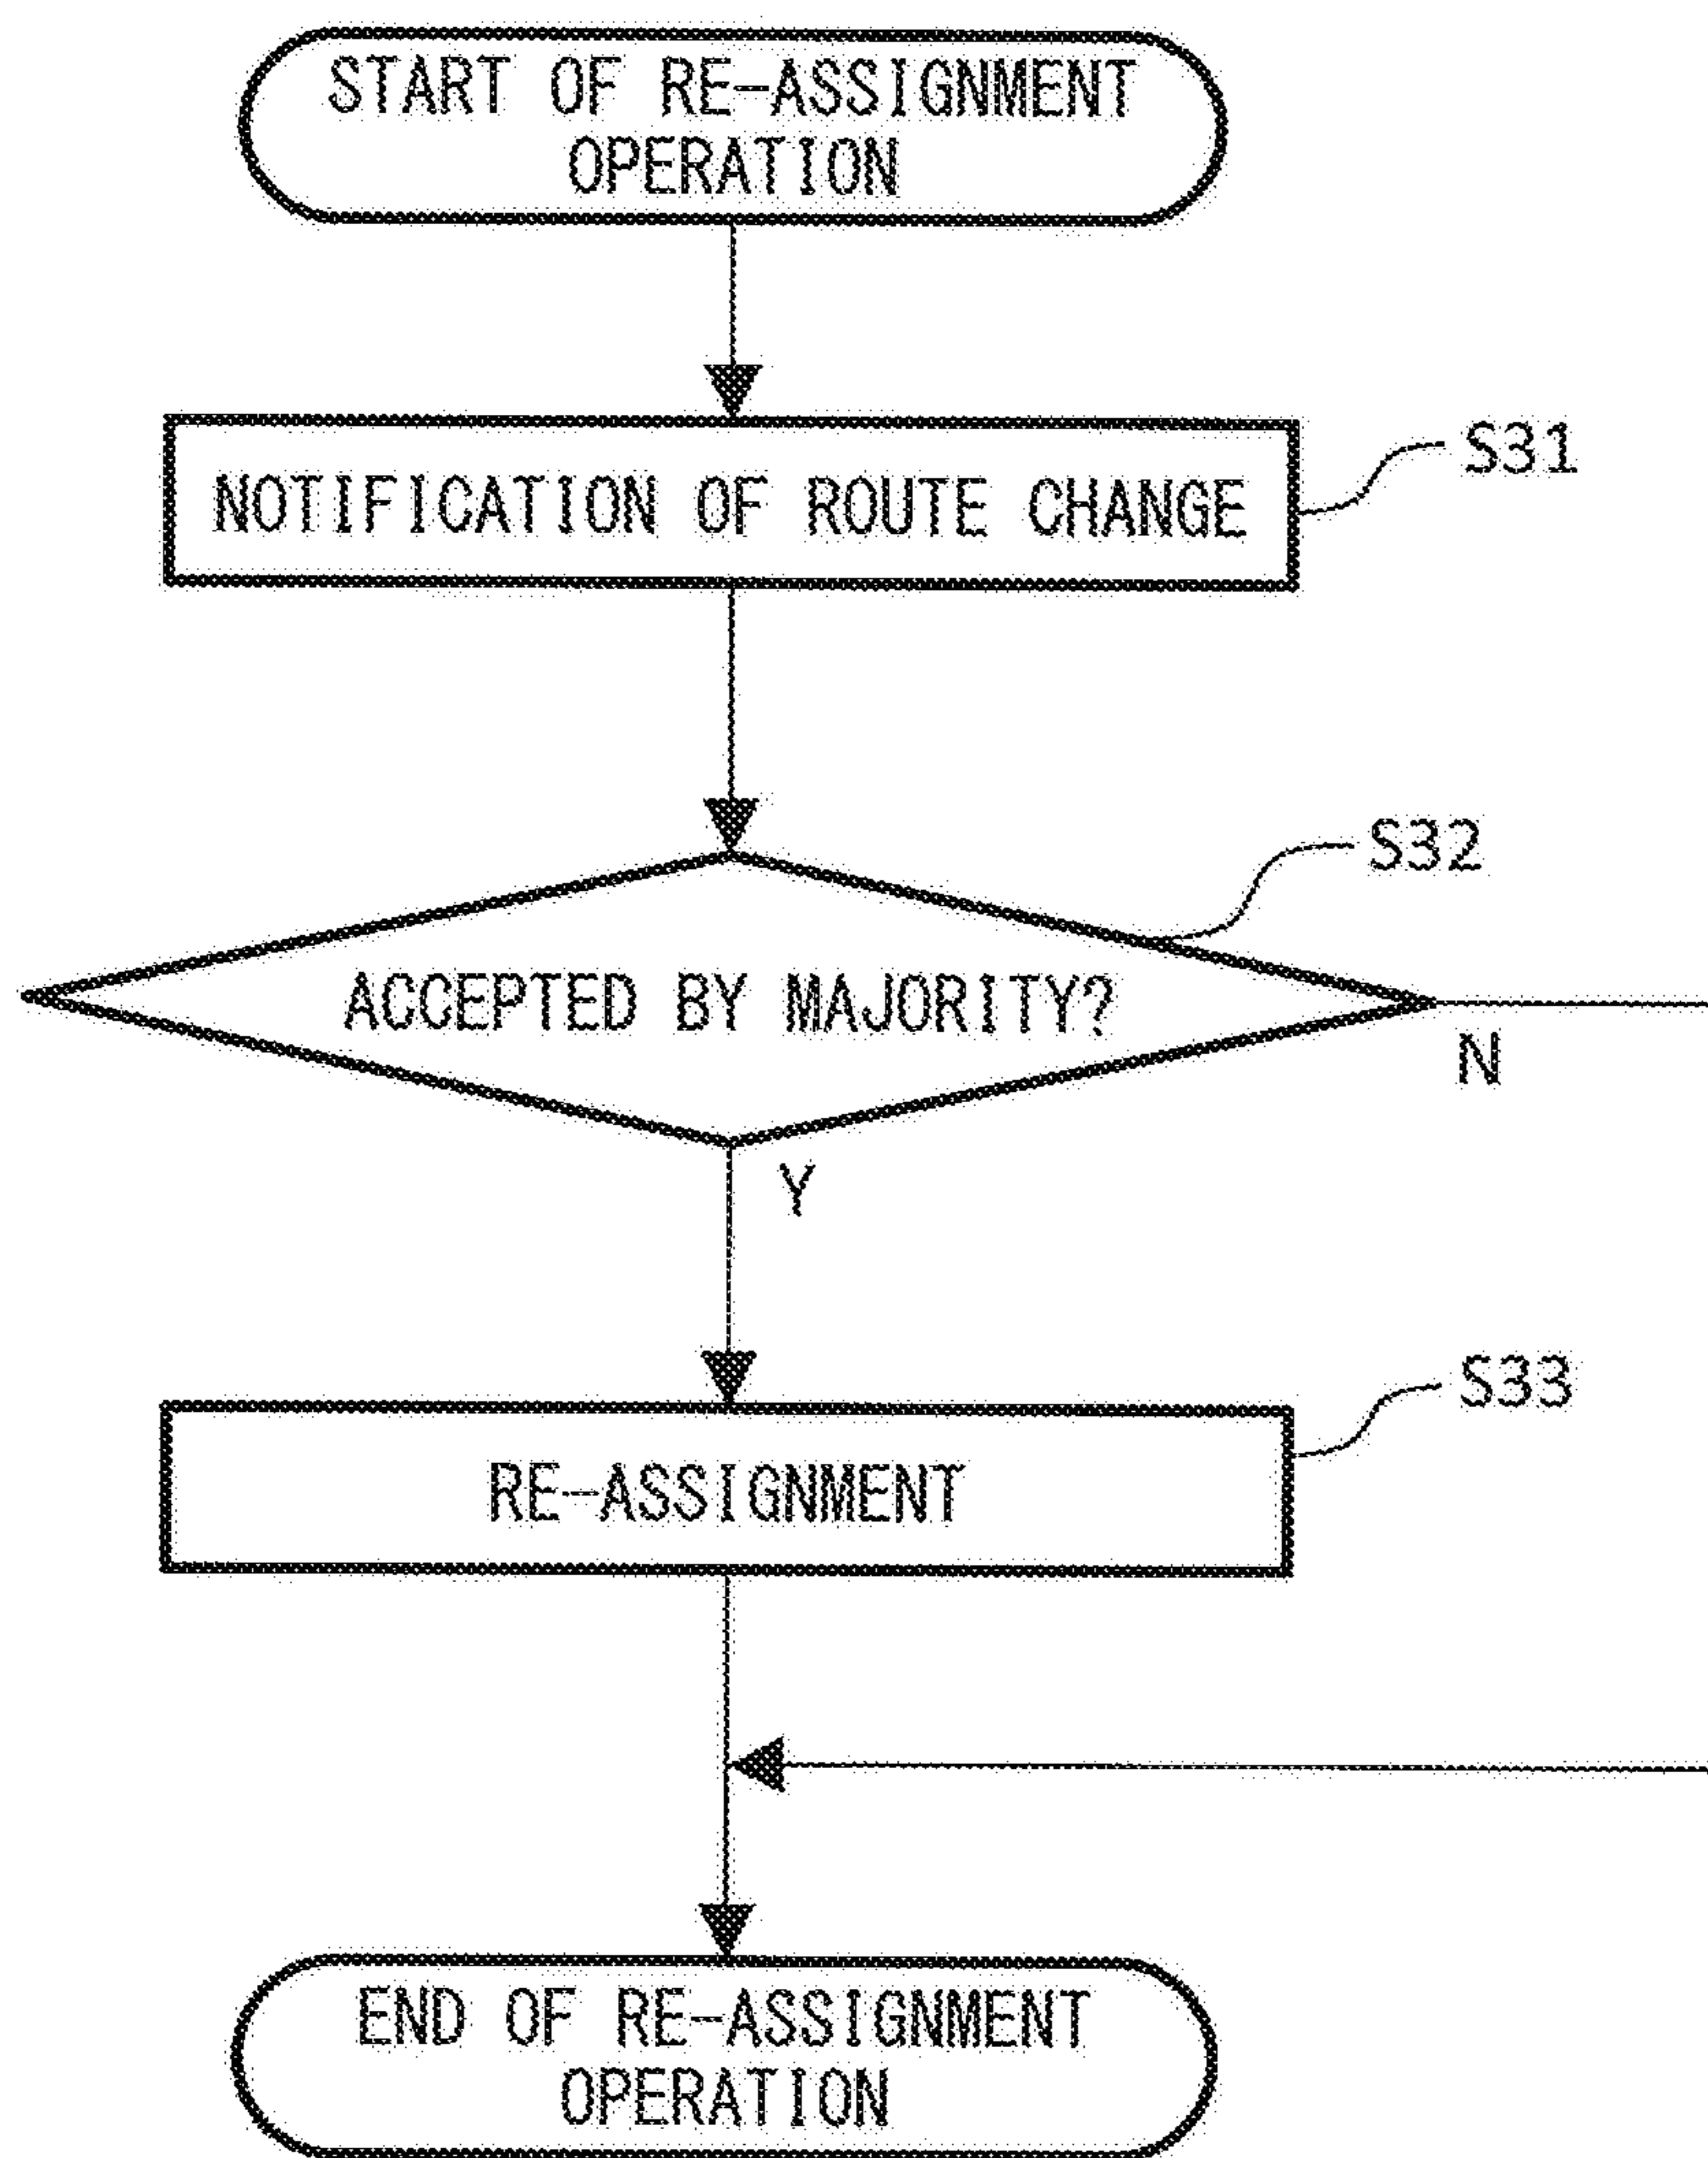 START OF RE-ASSIGNMENT
OPERATION
NOTIFICATION OF ROUTE CHANGE
S31
S32
ACCEPTED BY MAJORITY?
N
Y
S33
RE-ASSIGNMENT
END OF RE-ASSIGNMENT
OPERATION